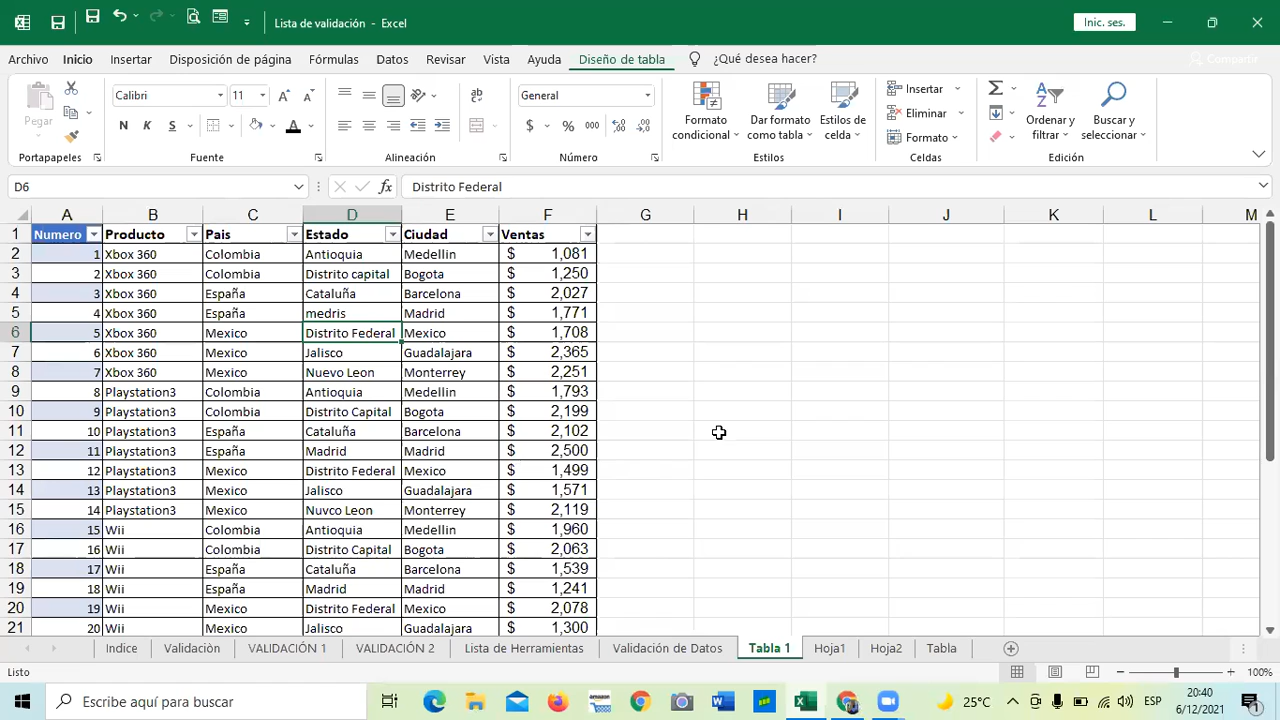 Lista de validación - Excel
Inic. ses.
Archivo Inicio Insertar Disposición de página Fórmulas Datos Revisar Vista Ayuda Diseño de tabla ¿Qué desea hacer? Compartir
Pegar
Portapapeles
Calibri 11
N K S
Fuente
Alineación
General
$ % 000
Número
Formato condicional
Dar formato como tabla
Estilos de celda
Estilos
Insertar
Eliminar
Formato
Celdas
Ordenar y filtrar
Buscar y seleccionar
Edición
D6 fx Distrito Federal
A B C D E F G H I J K L M
1 Numero Producto Pais Estado Ciudad Ventas
2 1 Xbox 360 Colombia Antioquia Medellin $ 1,081
3 2 Xbox 360 Colombia Distrito capital Bogota $ 1,250
4 3 Xbox 360 España Cataluña Barcelona $ 2,027
5 4 Xbox 360 España medris Madrid $ 1,771
6 5 Xbox 360 Mexico Distrito Federal Mexico $ 1,708
7 6 Xbox 360 Mexico Jalisco Guadalajara $ 2,365
8 7 Xbox 360 Mexico Nuevo Leon Monterrey $ 2,251
9 8 Playstation3 Colombia Antioquia Medellin $ 1,793
10 9 Playstation3 Colombia Distrito Capital Bogota $ 2,199
11 10 Playstation3 España Cataluña Barcelona $ 2,102
12 11 Playstation3 España Madrid Madrid $ 2,500
13 12 Playstation3 Mexico Distrito Federal Mexico $ 1,499
14 13 Playstation3 Mexico Jalisco Guadalajara $ 1,571
15 14 Playstation3 Mexico Nuvco Leon Monterrey $ 2,119
16 15 Wii Colombia Antioquia Medellin $ 1,960
17 16 Wii Colombia Distrito Capital Bogota $ 2,063
18 17 Wii España Cataluña Barcelona $ 1,539
19 18 Wii España Madrid Madrid $ 1,241
20 19 Wii Mexico Distrito Federal Mexico $ 2,078
21 20 Wii Mexico Jalisco Guadalajara $ 1,300
Indice Validación VALIDACIÓN 1 VALIDACIÓN 2 Lista de Herramientas Validación de Datos Tabla 1 Hoja1 Hoja2 Tabla
Listo 100%
Escribe aquí para buscar
25°C ESP
20:40
6/12/2021